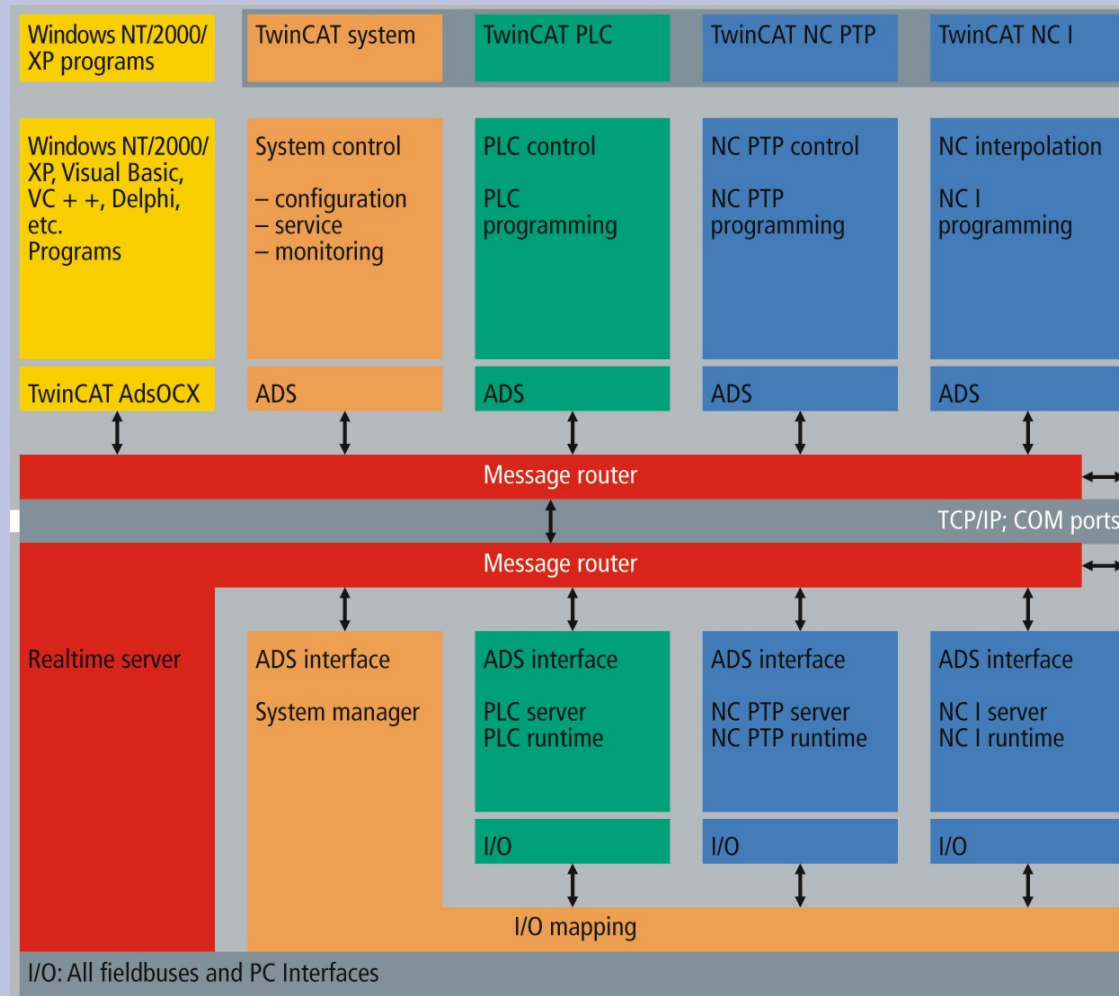 Windows NT/2000/
XP programs
TwinCAT system
TwinCAT PLC
TwinCAT NC PTP
TwinCAT NC I
Windows NT/2000/
XP, Visual Basic,
VC + +, Delphi,
etc.
Programs
System control
– configuration
– service
– monitoring
PLC control
PLC
programming
NC PTP control
NC PTP
programming
NC interpolation
NC I
programming
TwinCAT AdsOCX
ADS
ADS
ADS
ADS
Message router
TCP/IP; COM ports
Message router
Realtime server
ADS interface
System manager
ADS interface
PLC server
PLC runtime
ADS interface
NC PTP server
NC PTP runtime
ADS interface
NC I server
NC I runtime
I/O
I/O
I/O
I/O mapping
I/O: All fieldbuses and PC Interfaces